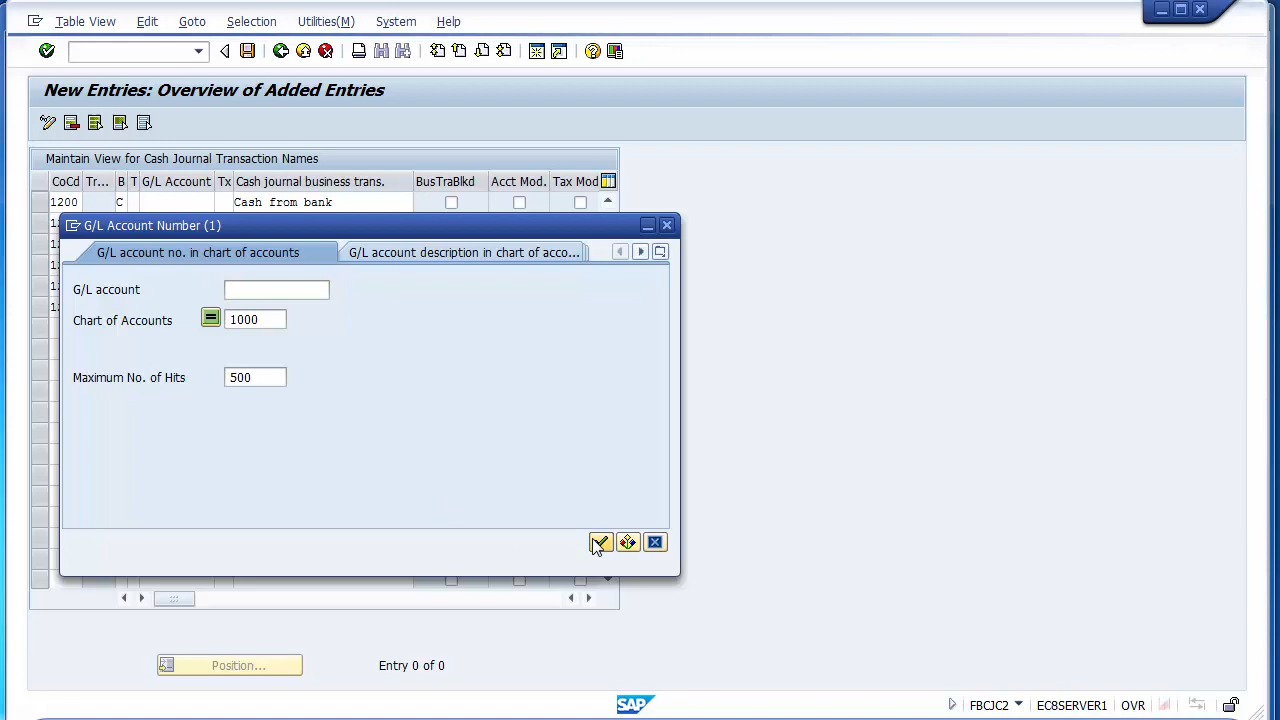 Table View Edit Goto Selection Utilities(M) System Help
New Entries: Overview of Added Entries
Maintain View for Cash Journal Transaction Names
CoCd Tr... B T G/L Account Tx Cash journal business trans. BusTraBlkd Acct Mod. Tax Mod
1200 C Cash from bank
G/L Account Number (1)
G/L account no. in chart of accounts G/L account description in chart of acco...
G/L account
Chart of Accounts = 1000
Maximum No. of Hits 500
Position... Entry 0 of 0
SAP FBCJC2 EC8SERVER1 OVR